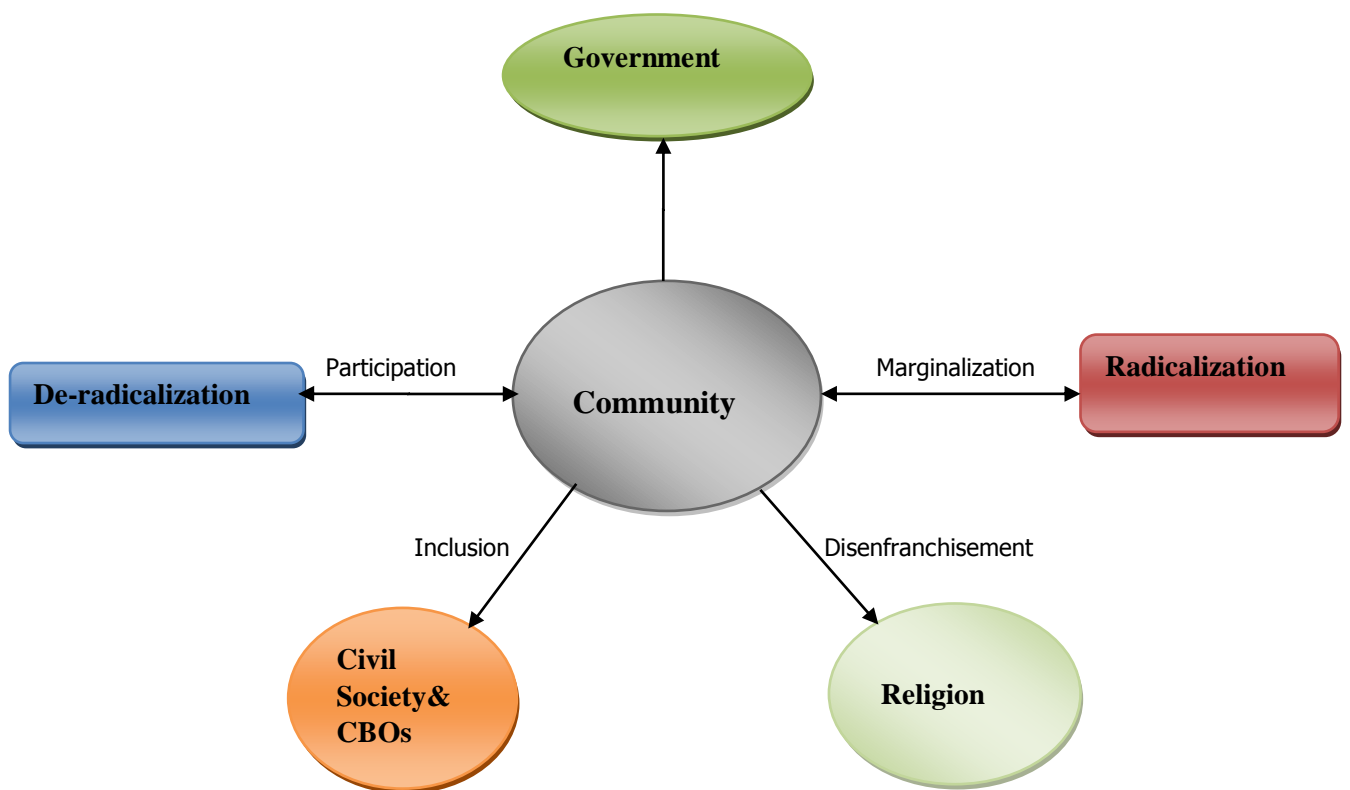 Government
Participation
Marginalization
Radicalization
De-radicalization
Community
Inclusion
Disenfranchisement
Civil
Society&
CBOs
Religion